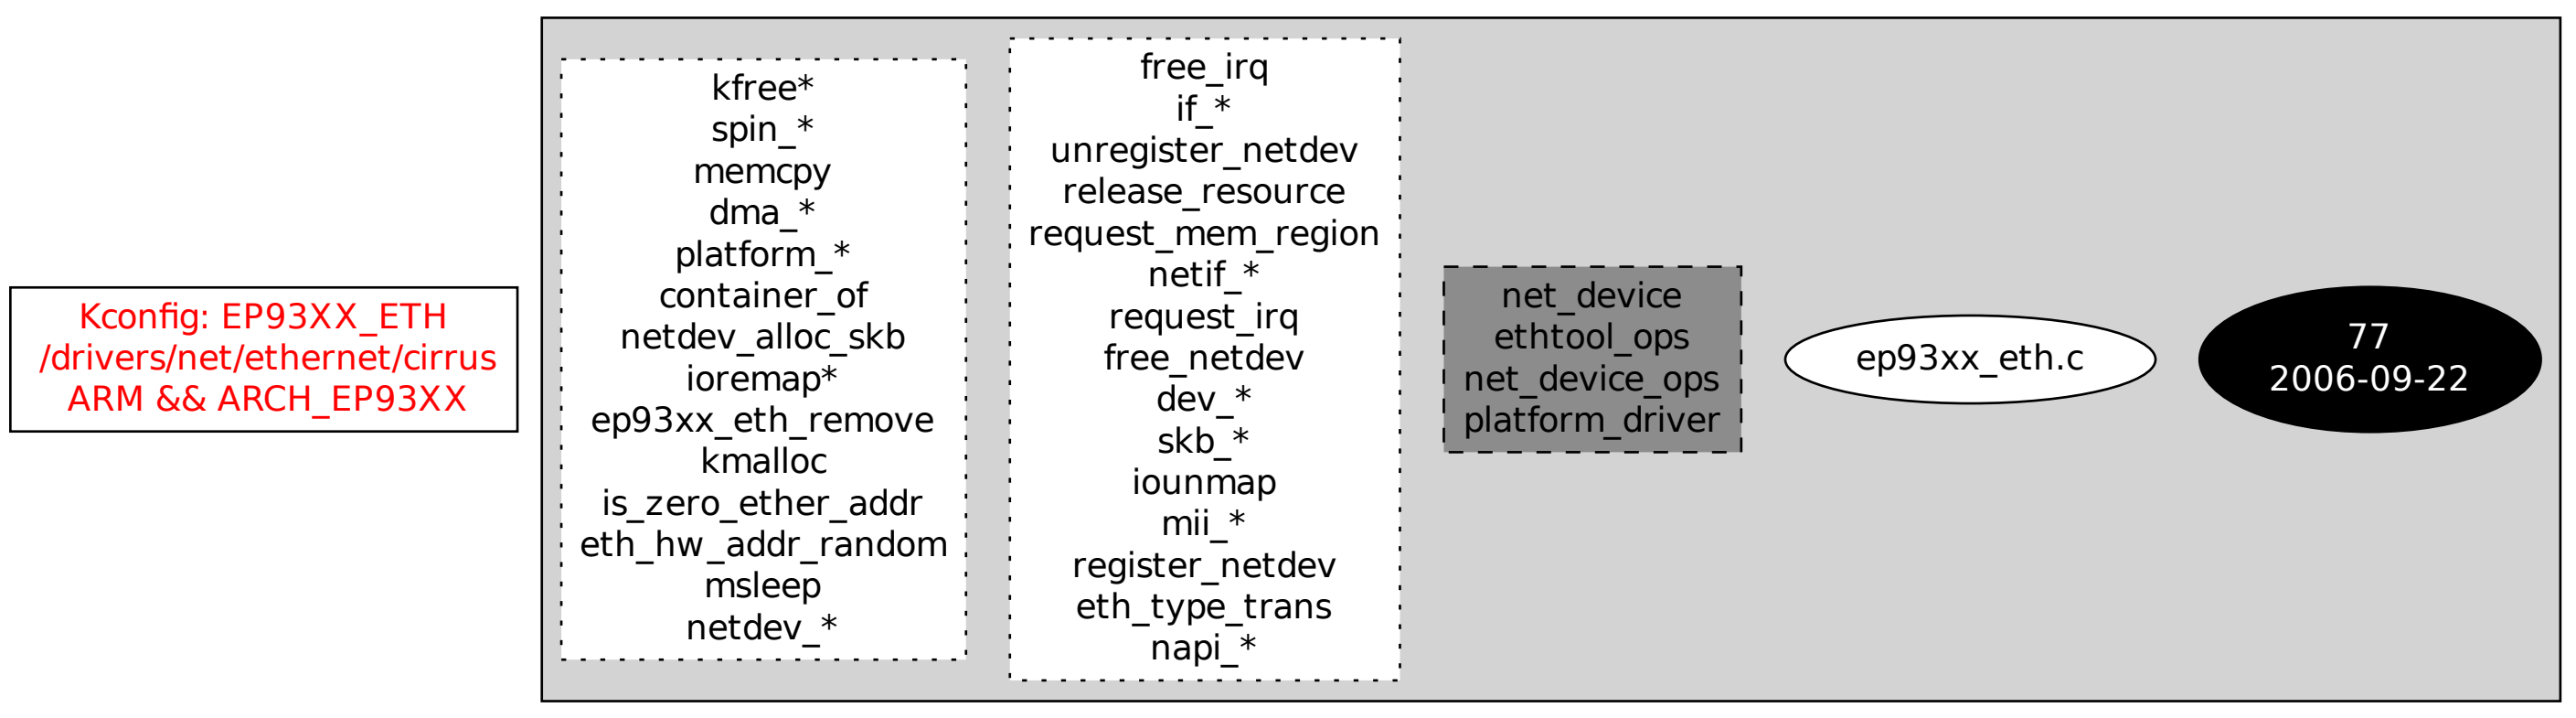 Kconfig: EP93XX_ETH
/drivers/net/ethernet/cirrus
ARM && ARCH_EP93XX
kfree*
spin_*
memcpy
dma_*
platform_*
container_of
netdev_alloc_skb
ioremap*
ep93xx_eth_remove
kmalloc
is_zero_ether_addr
eth_hw_addr_random
msleep
netdev_*
free_irq
if_*
unregister_netdev
release_resource
request_mem_region
netif_*
request_irq
free_netdev
dev_*
skb_*
iounmap
mii_*
register_netdev
eth_type_trans
napi_*
net_device
ethtool_ops
net_device_ops
platform_driver
ep93xx_eth.c
77
2006-09-22